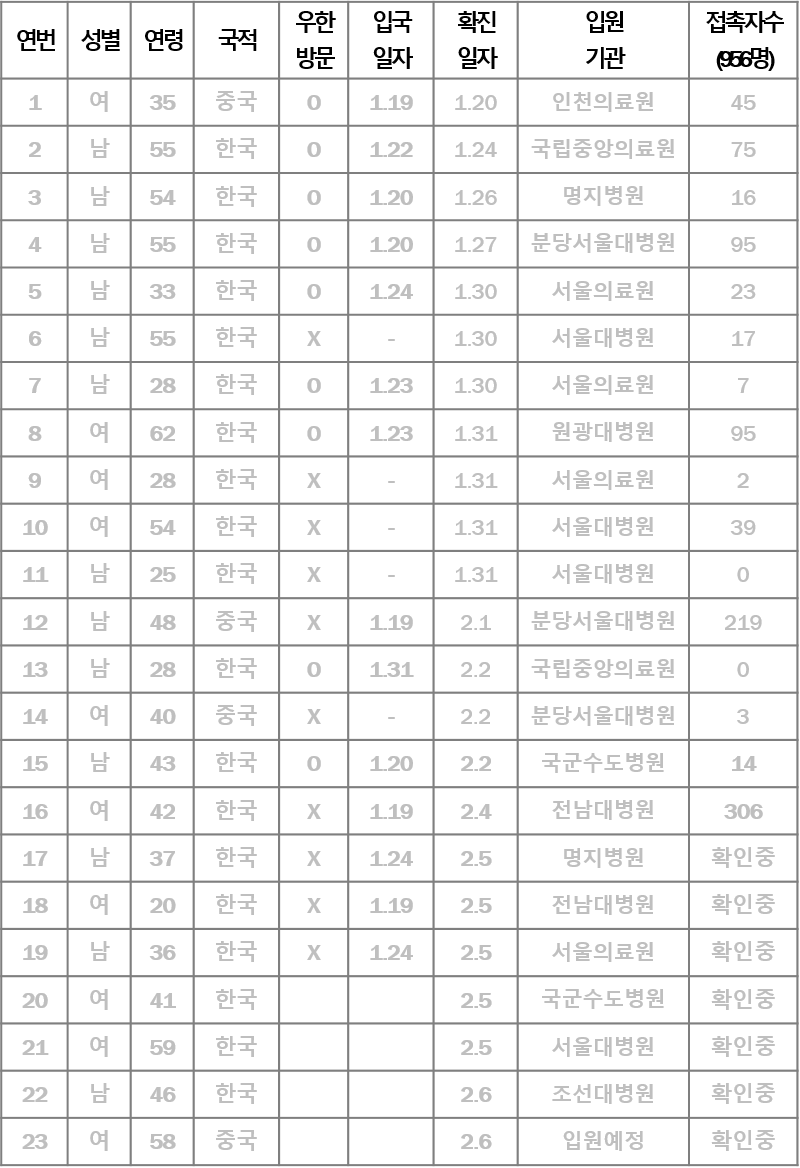 연번 성별 연령 국적 우한 방문 입국 일자 확진 일자 입원 기관 접촉자수 (956명)
1 여 35 중국 O 1.19 1.20 인천의료원 45
2 남 55 한국 O 1.22 1.24 국립중앙의료원 75
3 남 54 한국 O 1.20 1.26 명지병원 16
4 남 55 한국 O 1.20 1.27 분당서울대병원 95
5 남 33 한국 O 1.24 1.30 서울의료원 23
6 남 55 한국 X - 1.30 서울대병원 17
7 남 28 한국 O 1.23 1.30 서울의료원 7
8 여 62 한국 O 1.23 1.31 원광대병원 95
9 여 28 한국 X - 1.31 서울의료원 2
10 여 54 한국 X - 1.31 서울대병원 39
11 남 25 한국 X - 1.31 서울대병원 0
12 남 48 중국 X 1.19 2.1 분당서울대병원 219
13 남 28 한국 O 1.31 2.2 국립중앙의료원 0
14 여 40 중국 X - 2.2 분당서울대병원 3
15 남 43 한국 O 1.20 2.2 국군수도병원 14
16 여 42 한국 X 1.19 2.4 전남대병원 306
17 남 37 한국 X 1.24 2.5 명지병원 확인중
18 여 20 한국 X 1.19 2.5 전남대병원 확인중
19 남 36 한국 X 1.24 2.5 서울의료원 확인중
20 여 41 한국 2.5 국군수도병원 확인중
21 여 59 한국 2.5 서울대병원 확인중
22 남 46 한국 2.6 조선대병원 확인중
23 여 58 중국 2.6 입원예정 확인중